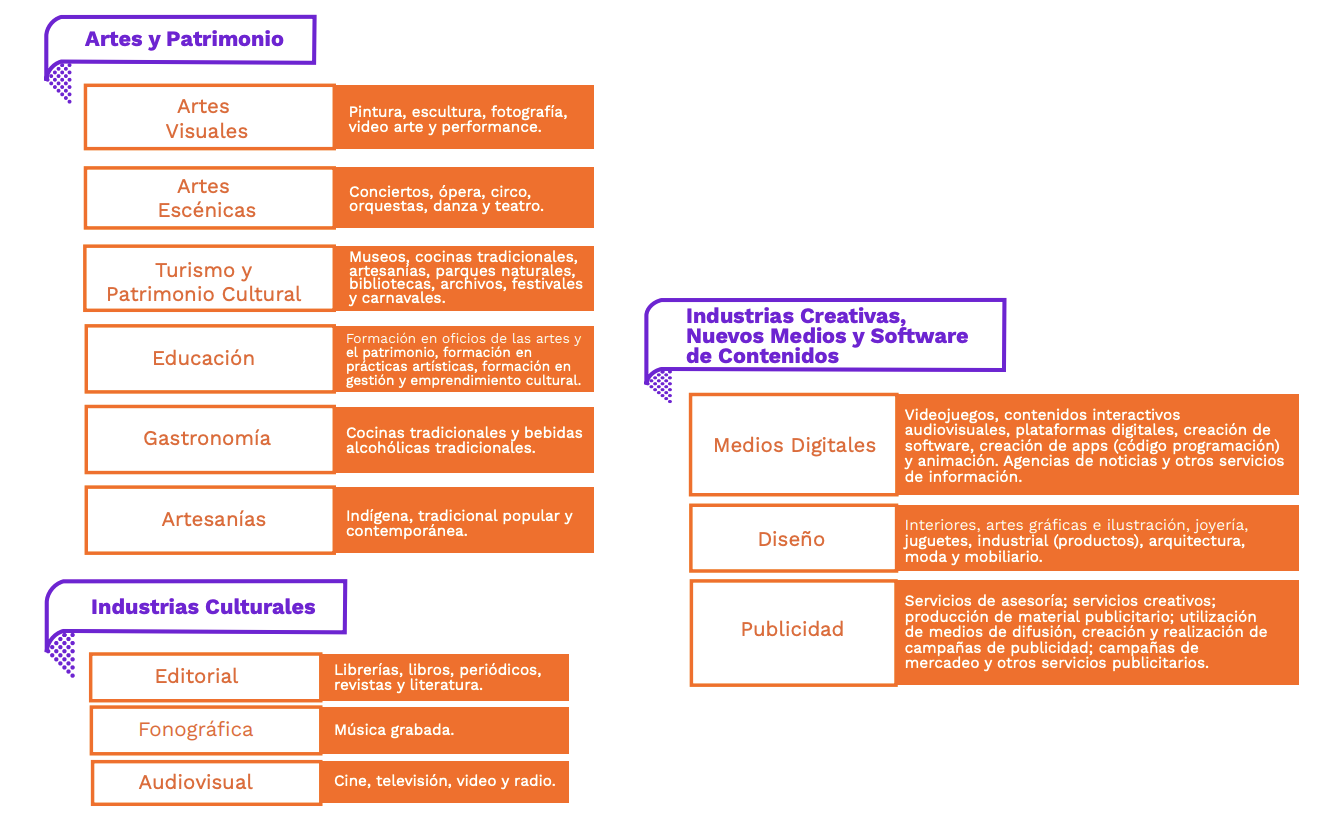 Artes y Patrimonio
Artes
Visuales
Pintura, escultura, fotografía,
video arte y performance.
Artes
Escénicas
Conciertos, ópera, circo,
orquestas, danza y teatro.
Turismo y
Patrimonio Cultural
Museos, cocinas tradicionales,
artesanías, parques naturales,
bibliotecas, archivos, festivales
y carnavales.
Educación
Formación en oficios de las artes y
el patrimonio, formación en
prácticas artísticas, formación en
gestión y emprendimiento cultural.
Gastronomía
Cocinas tradicionales y bebidas
alcohólicas tradicionales.
Artesanías
Indígena, tradicional popular y
contemporánea.
Industrias Culturales
Editorial
Librerías, libros, periódicos,
revistas y literatura.
Fonográfica
Música grabada.
Audiovisual
Cine, televisión, video y radio.
Industrias Creativas,
Nuevos Medios y Software
de Contenidos
Medios Digitales
Videojuegos, contenidos interactivos
audiovisuales, plataformas digitales, creación de
software, creación de apps (código programación)
y animación. Agencias de noticias y otros servicios
de información.
Diseño
Interiores, artes gráficas e ilustración, joyería,
juguetes, industrial (productos), arquitectura,
moda y mobiliario.
Publicidad
Servicios de asesoría; servicios creativos;
producción de material publicitario; utilización
de medios de difusión, creación y realización de
campañas de publicidad; campañas de
mercadeo y otros servicios publicitarios.